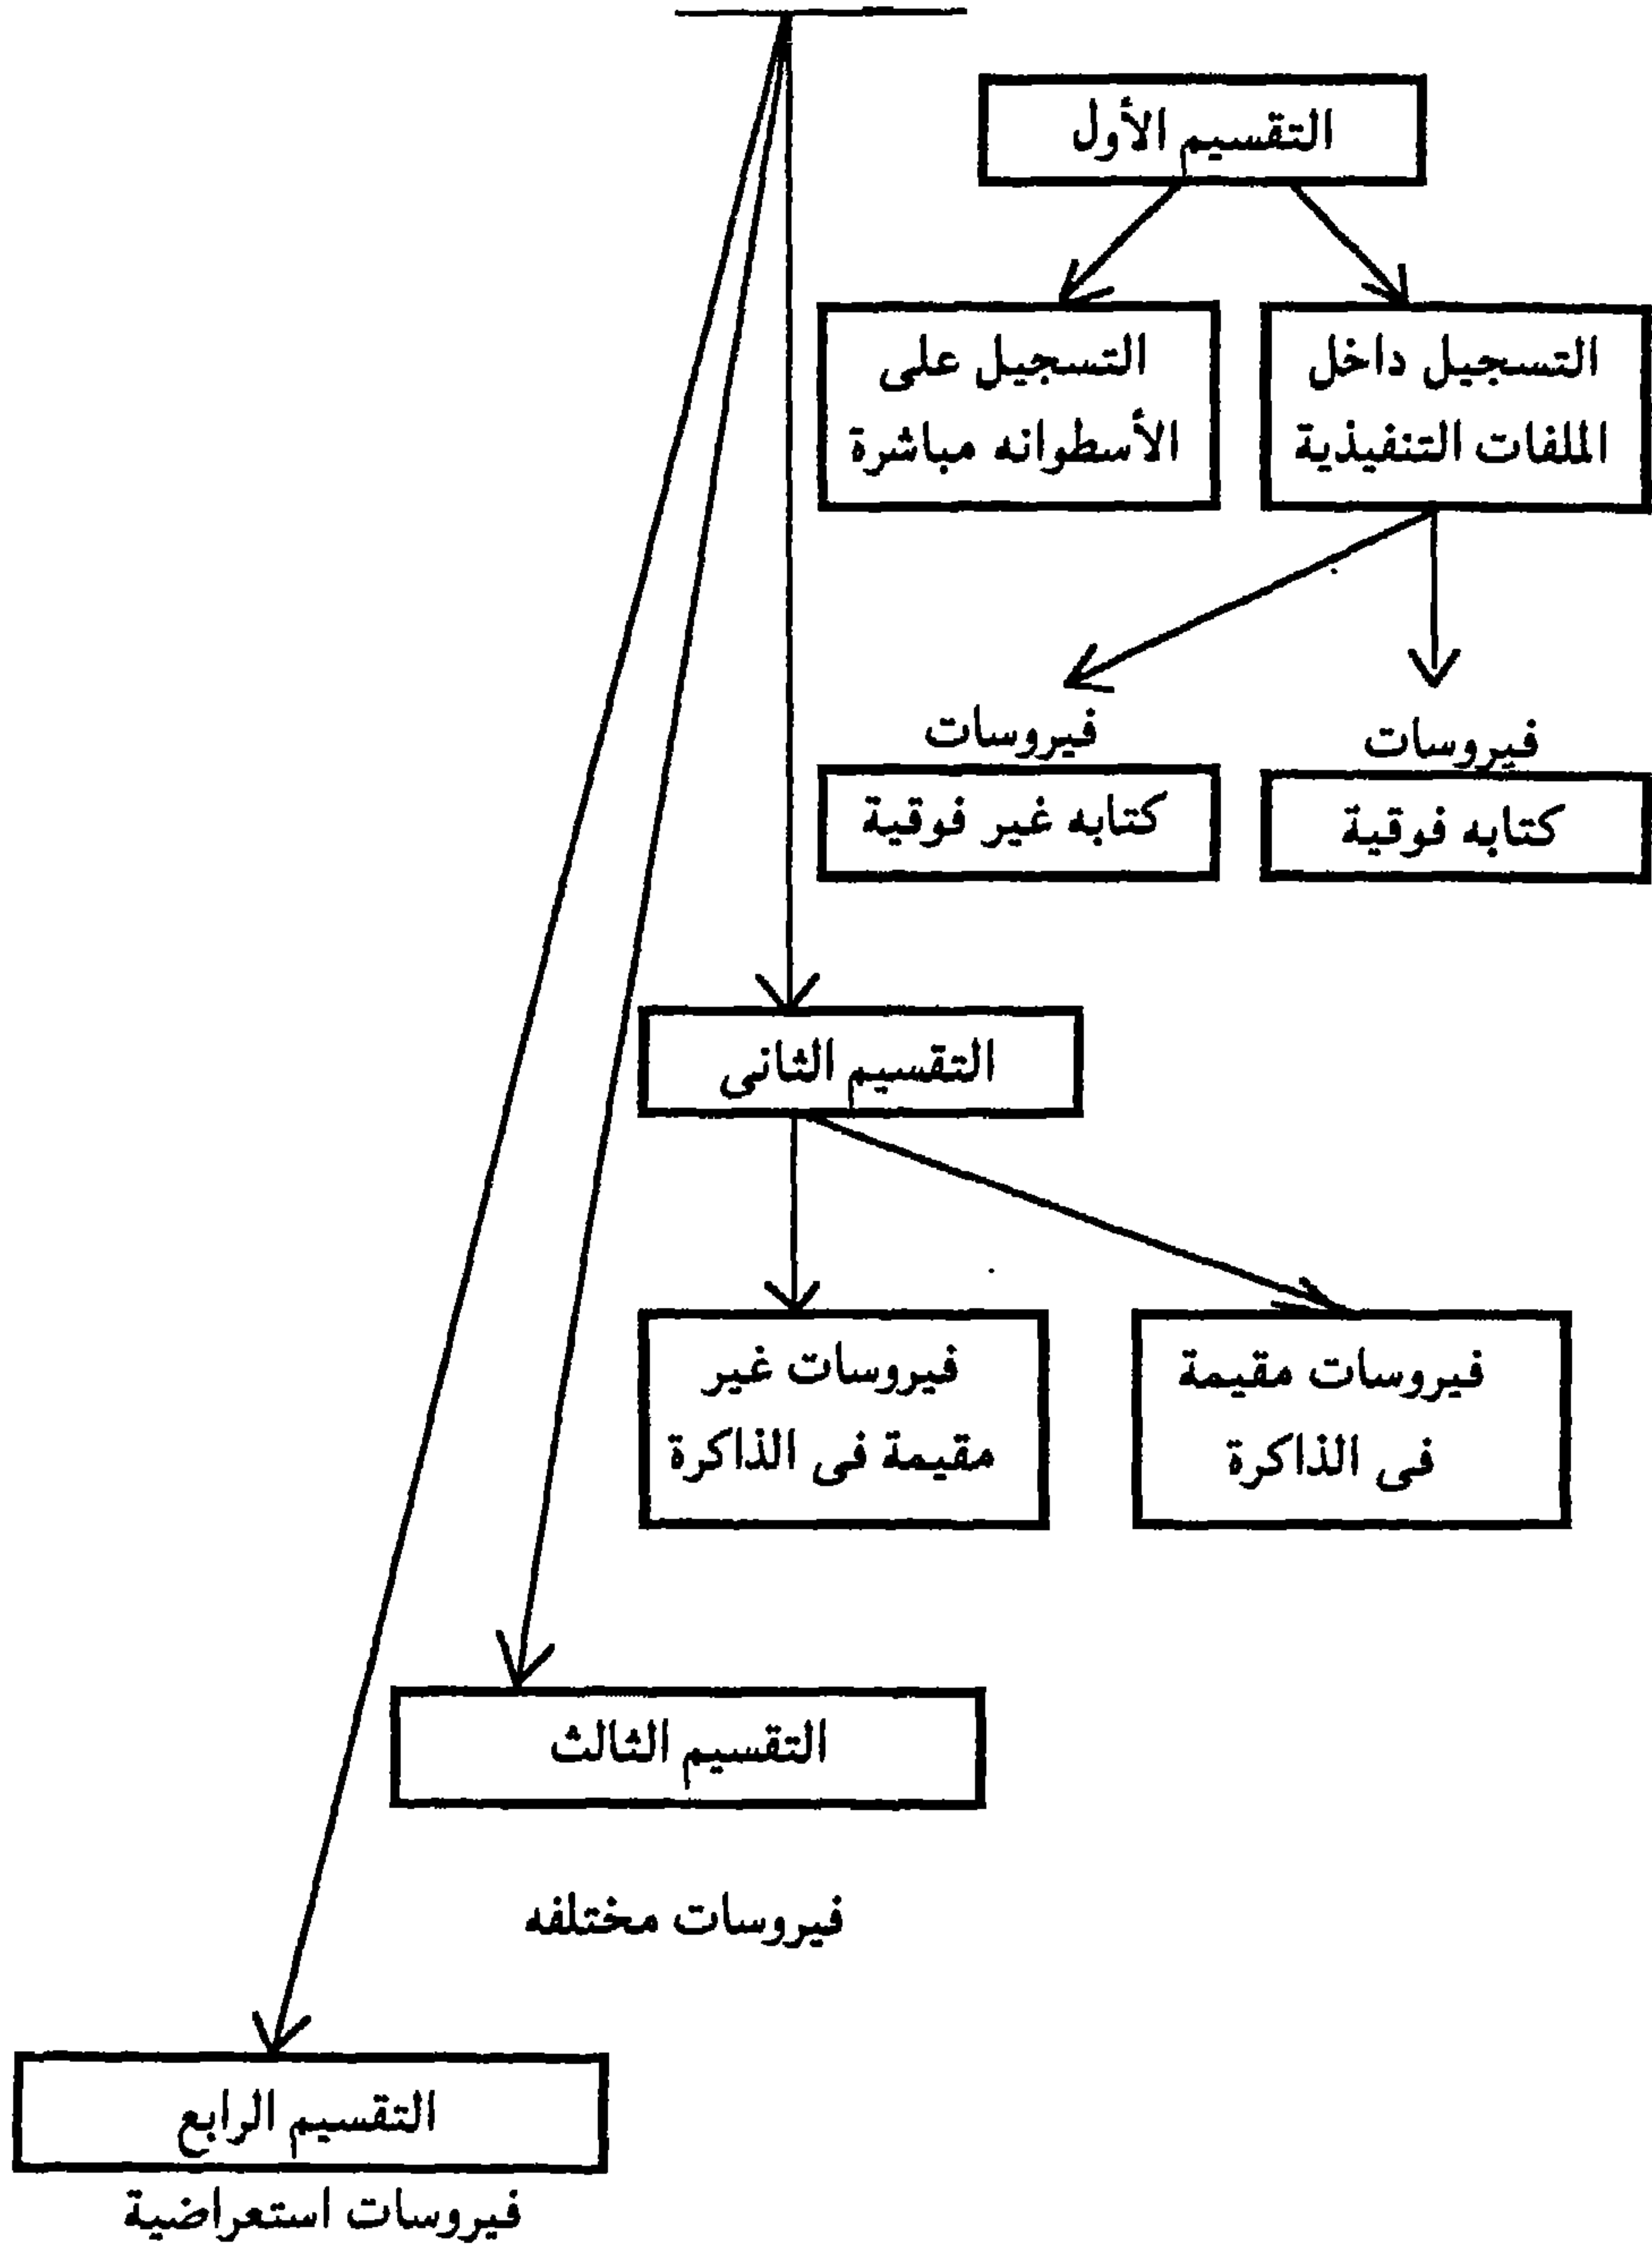 التقسيم الأول
التسجيل داخل
الملفات التنفيذية
التسجيل على
الأسطوانه مباشرة
فيروسات
كتابه فوقية
فيروسات
كتابه غير فوقية
التقسيم الثانى
فيروسات مقيمة
فى الذاكرة
فيروسات غير
مقيمة فى الذاكرة
التقسيم الثالث
فيروسات مختلفه
التقسيم الرابع
فيروسات استعراضية